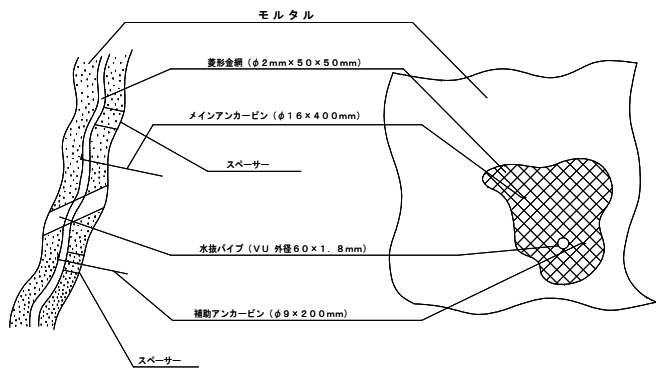 モルタル
菱形金網（φ２mm×５０×５０mm）
メインアンカーピン（φ１６×４００mm）
スペーサー
水抜パイプ（ＶＵ 外径６０×１．８mm）
補助アンカーピン（φ９×２００mm）
スペーサー